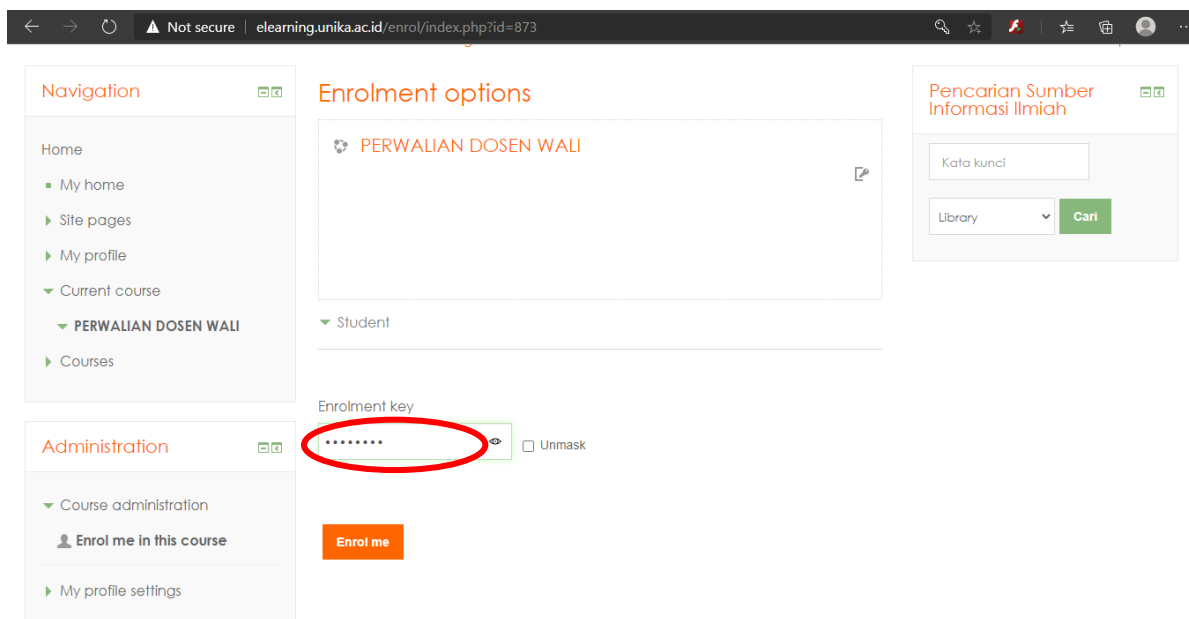 Not secure | elearning.unika.ac.id/enrol/index.php?id=873
Navigation
Home
My home
Site pages
My profile
Current course
PERWALIAN DOSEN WALI
Courses
Administration
Course administration
Enrol me in this course
My profile settings
Enrolment options
PERWALIAN DOSEN WALI
Student
Enrolment key
••••••••
Unmask
Enrol me
Pencarian Sumber
Informasi Ilmiah
Kata kunci
Library
Cari